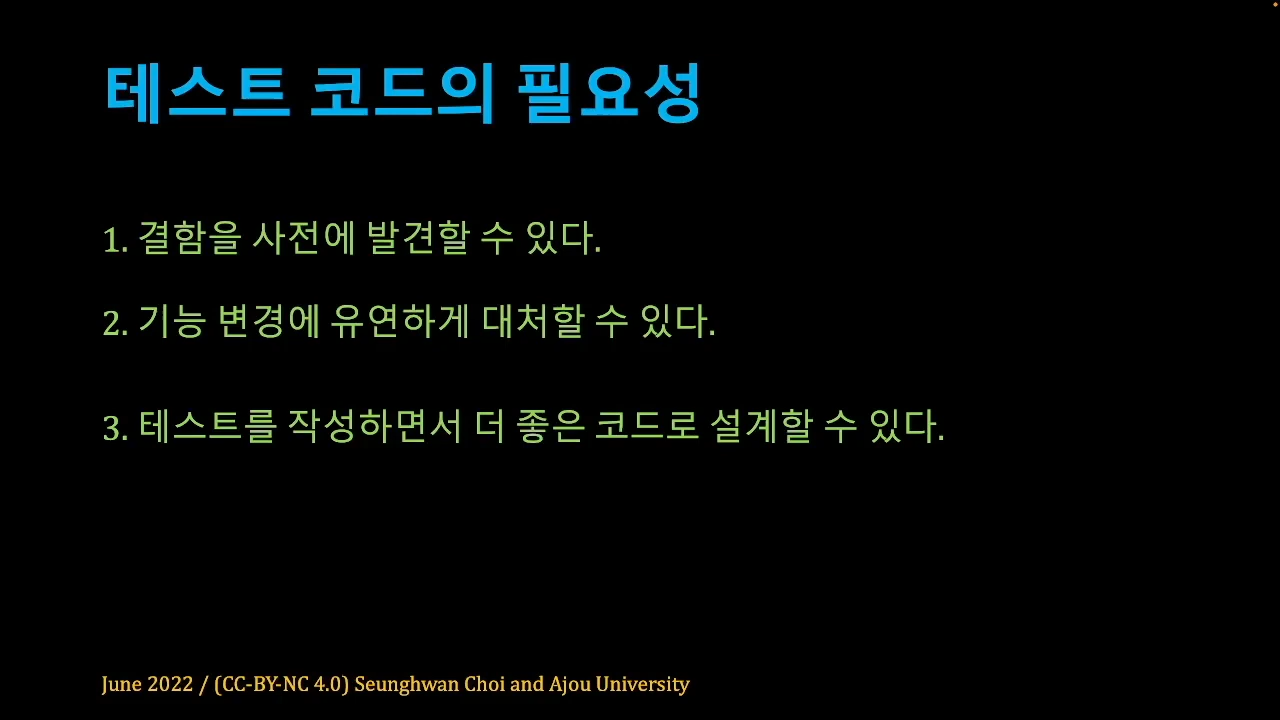 테스트 코드의 필요성
1. 결함을 사전에 발견할 수 있다.
2. 기능 변경에 유연하게 대처할 수 있다.
3. 테스트를 작성하면서 더 좋은 코드로 설계할 수 있다.
June 2022 / (CC-BY-NC 4.0) Seunghwan Choi and Ajou University